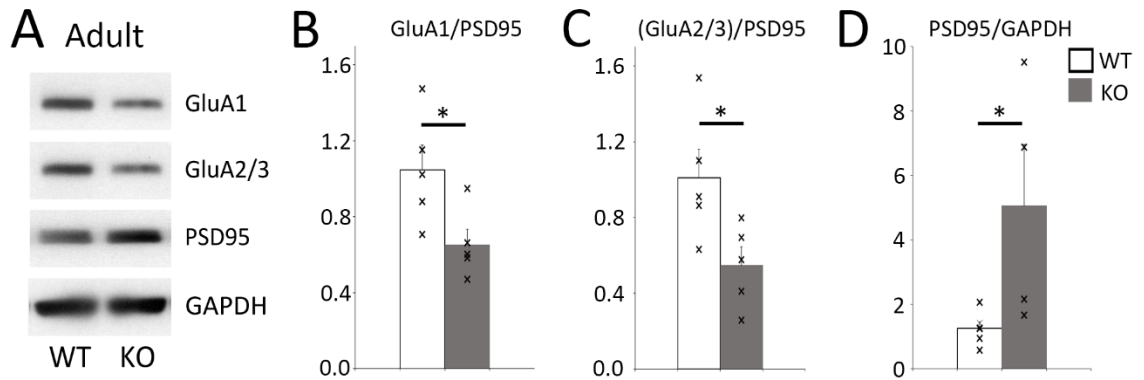 A Adult
GluA1
GluA2/3
PSD95
GAPDH
WT KO
B GluA1/PSD95
1.6
1.2
0.8
0.4
0.0
*
C (GluA2/3)/PSD95
1.6
1.2
0.8
0.4
0.0
*
D PSD95/GAPDH
10
8
6
4
2
0
*
WT
KO